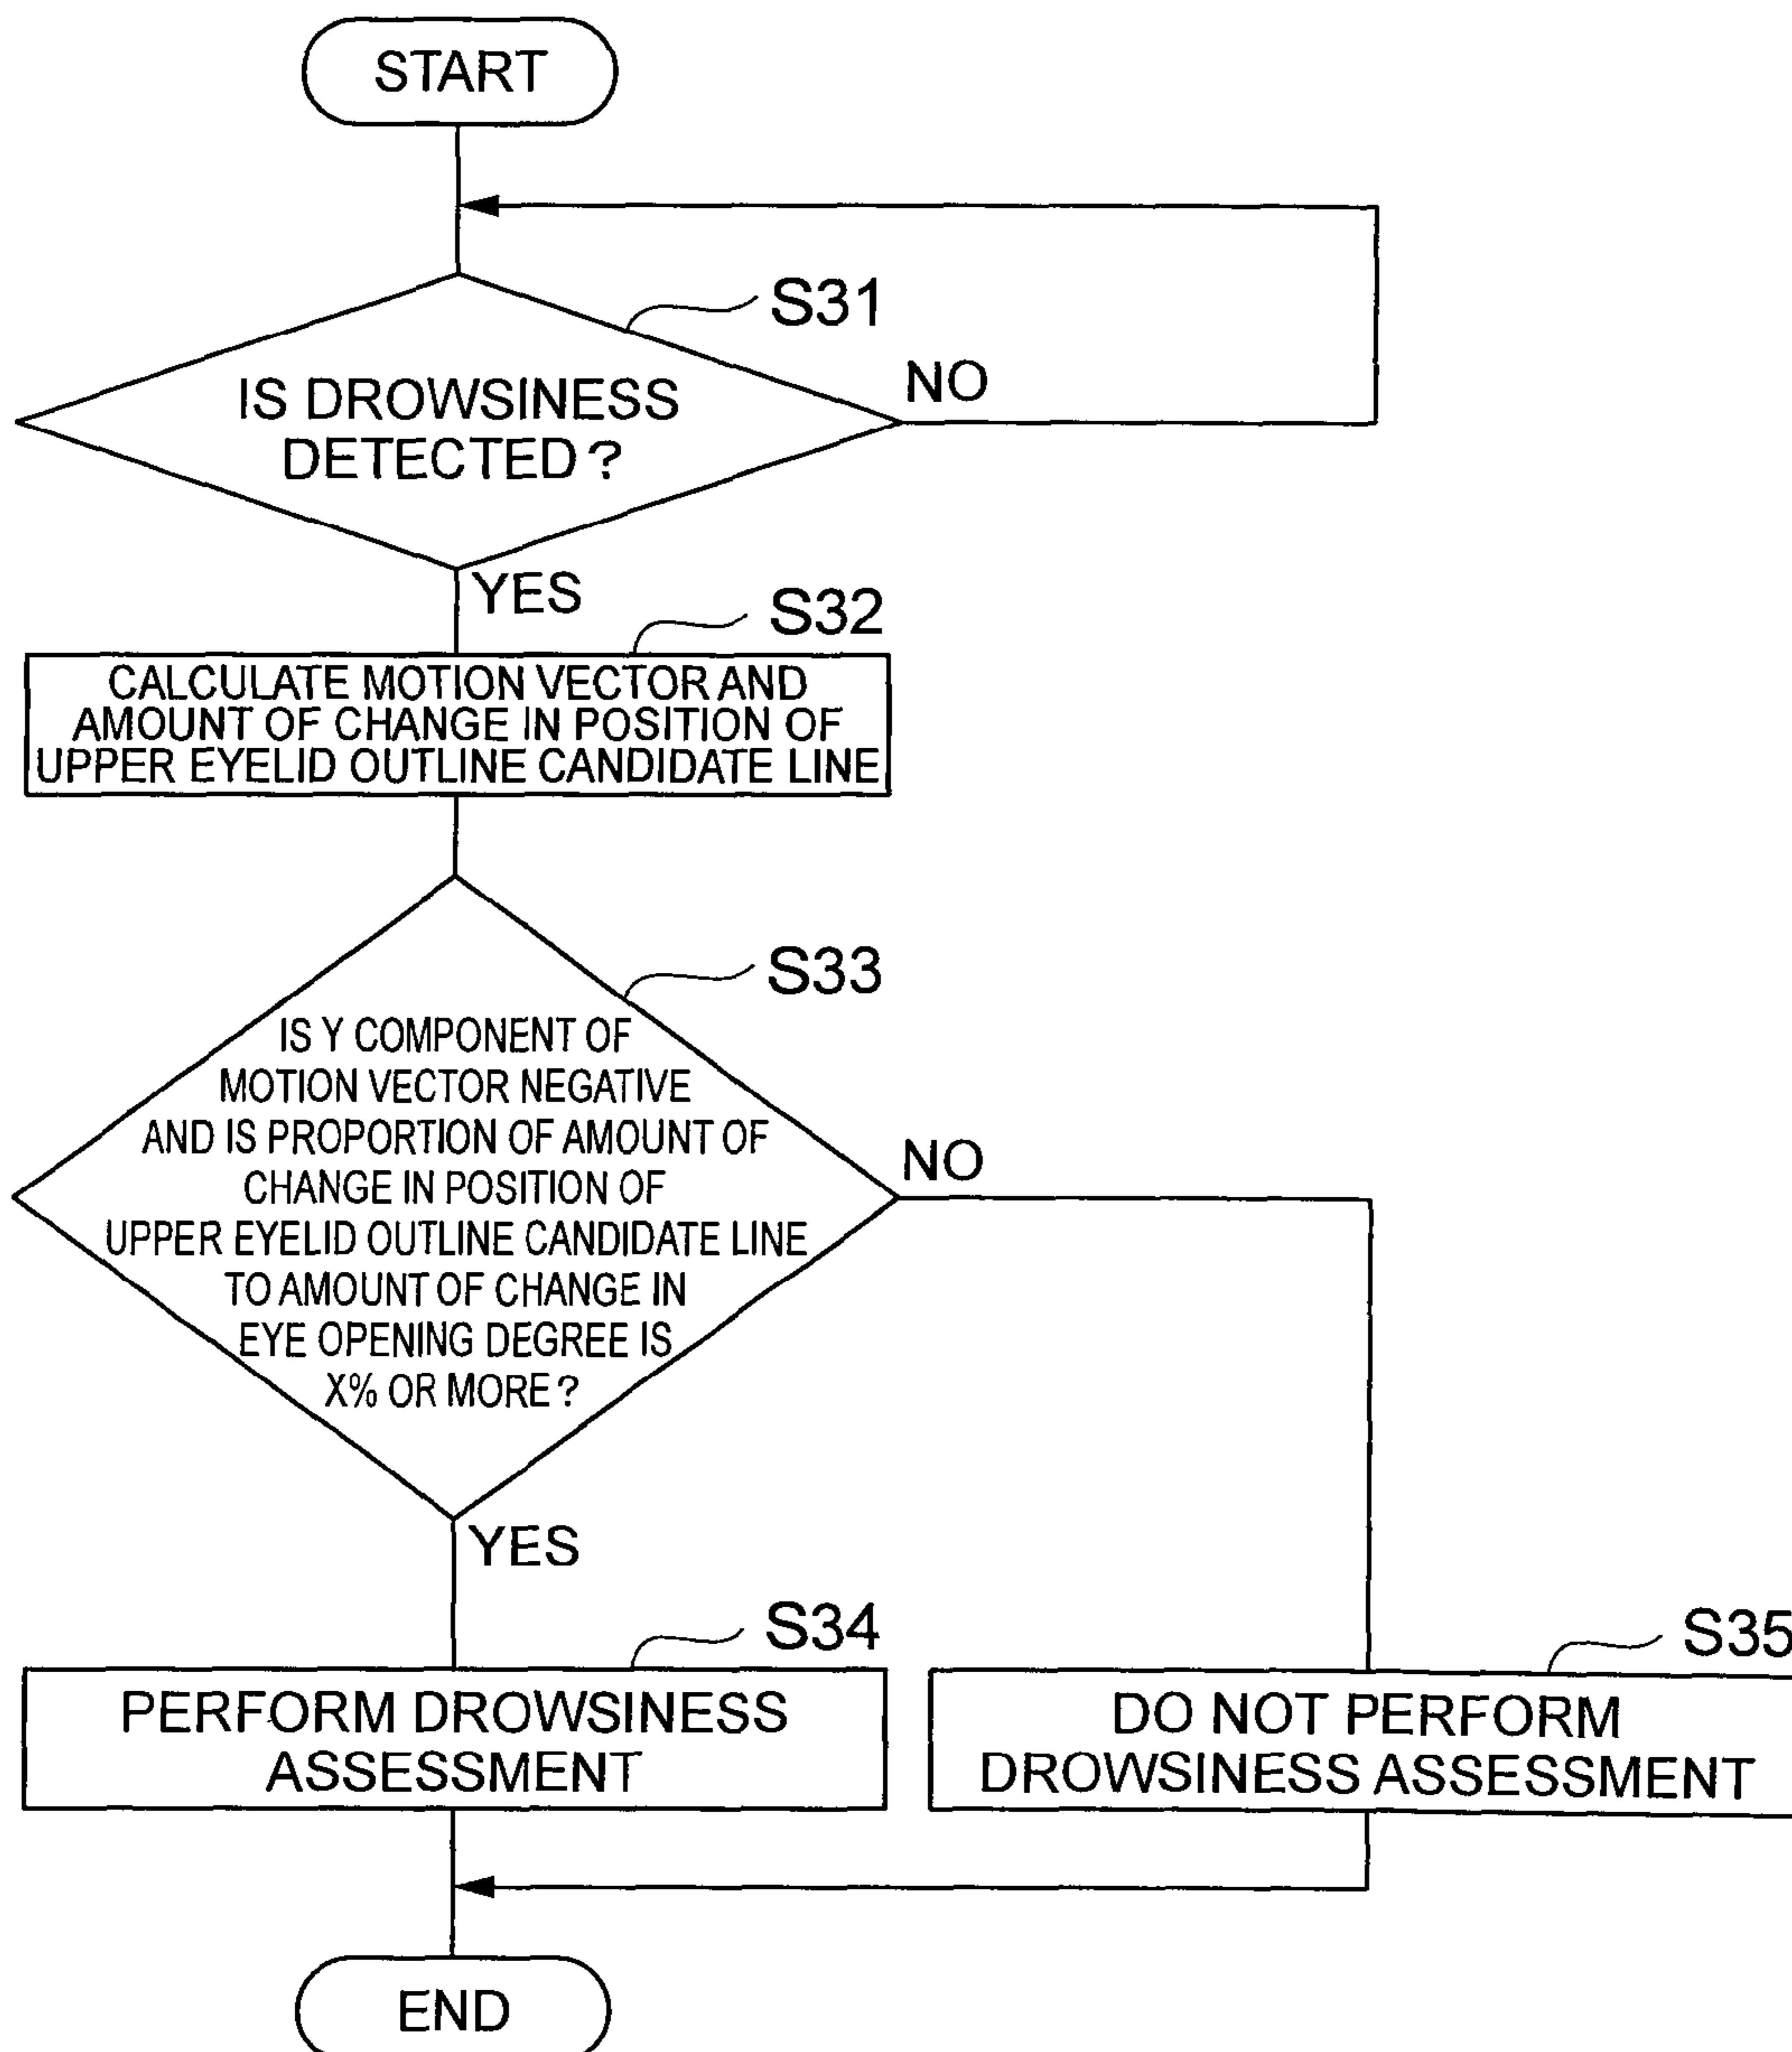 START
S31
IS DROWSINESS
DETECTED ?
NO
YES
S32
CALCULATE MOTION VECTOR AND
AMOUNT OF CHANGE IN POSITION OF
UPPER EYELID OUTLINE CANDIDATE LINE
S33
IS Y COMPONENT OF
MOTION VECTOR NEGATIVE
AND IS PROPORTION OF AMOUNT OF
CHANGE IN POSITION OF
UPPER EYELID OUTLINE CANDIDATE LINE
TO AMOUNT OF CHANGE IN
EYE OPENING DEGREE IS
X% OR MORE ?
NO
YES
S34
PERFORM DROWSINESS
ASSESSMENT
S35
DO NOT PERFORM
DROWSINESS ASSESSMENT
END